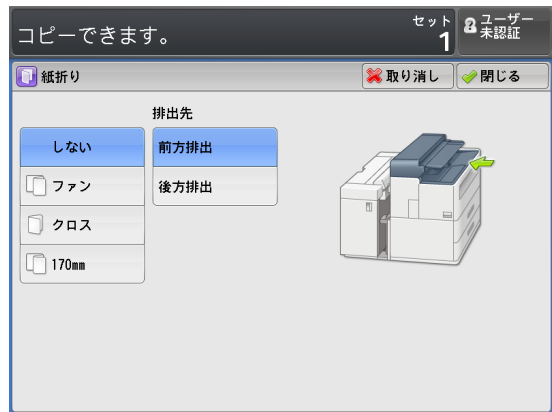 コピーできます。
セット
1
ユーザー
未認証
紙折り
取り消し
閉じる
排出先
しない
ファン
クロス
170mm
前方排出
後方排出